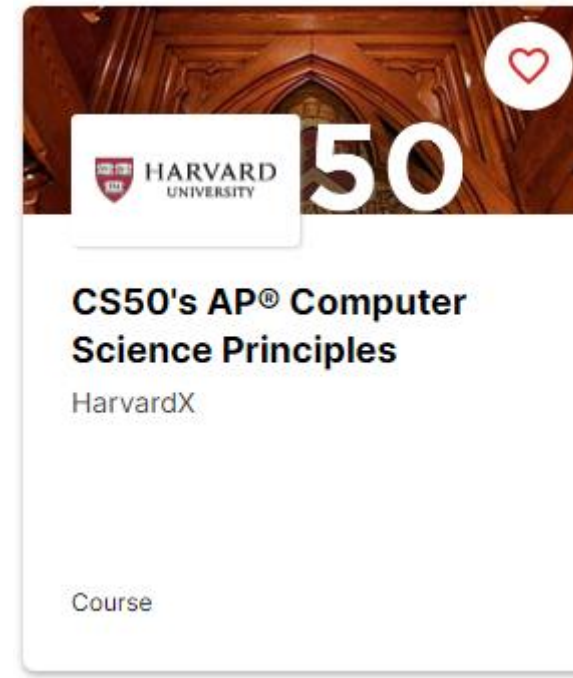 HARVARD
UNIVERSITY
50
CS50's AP® Computer
Science Principles
HarvardX
Course